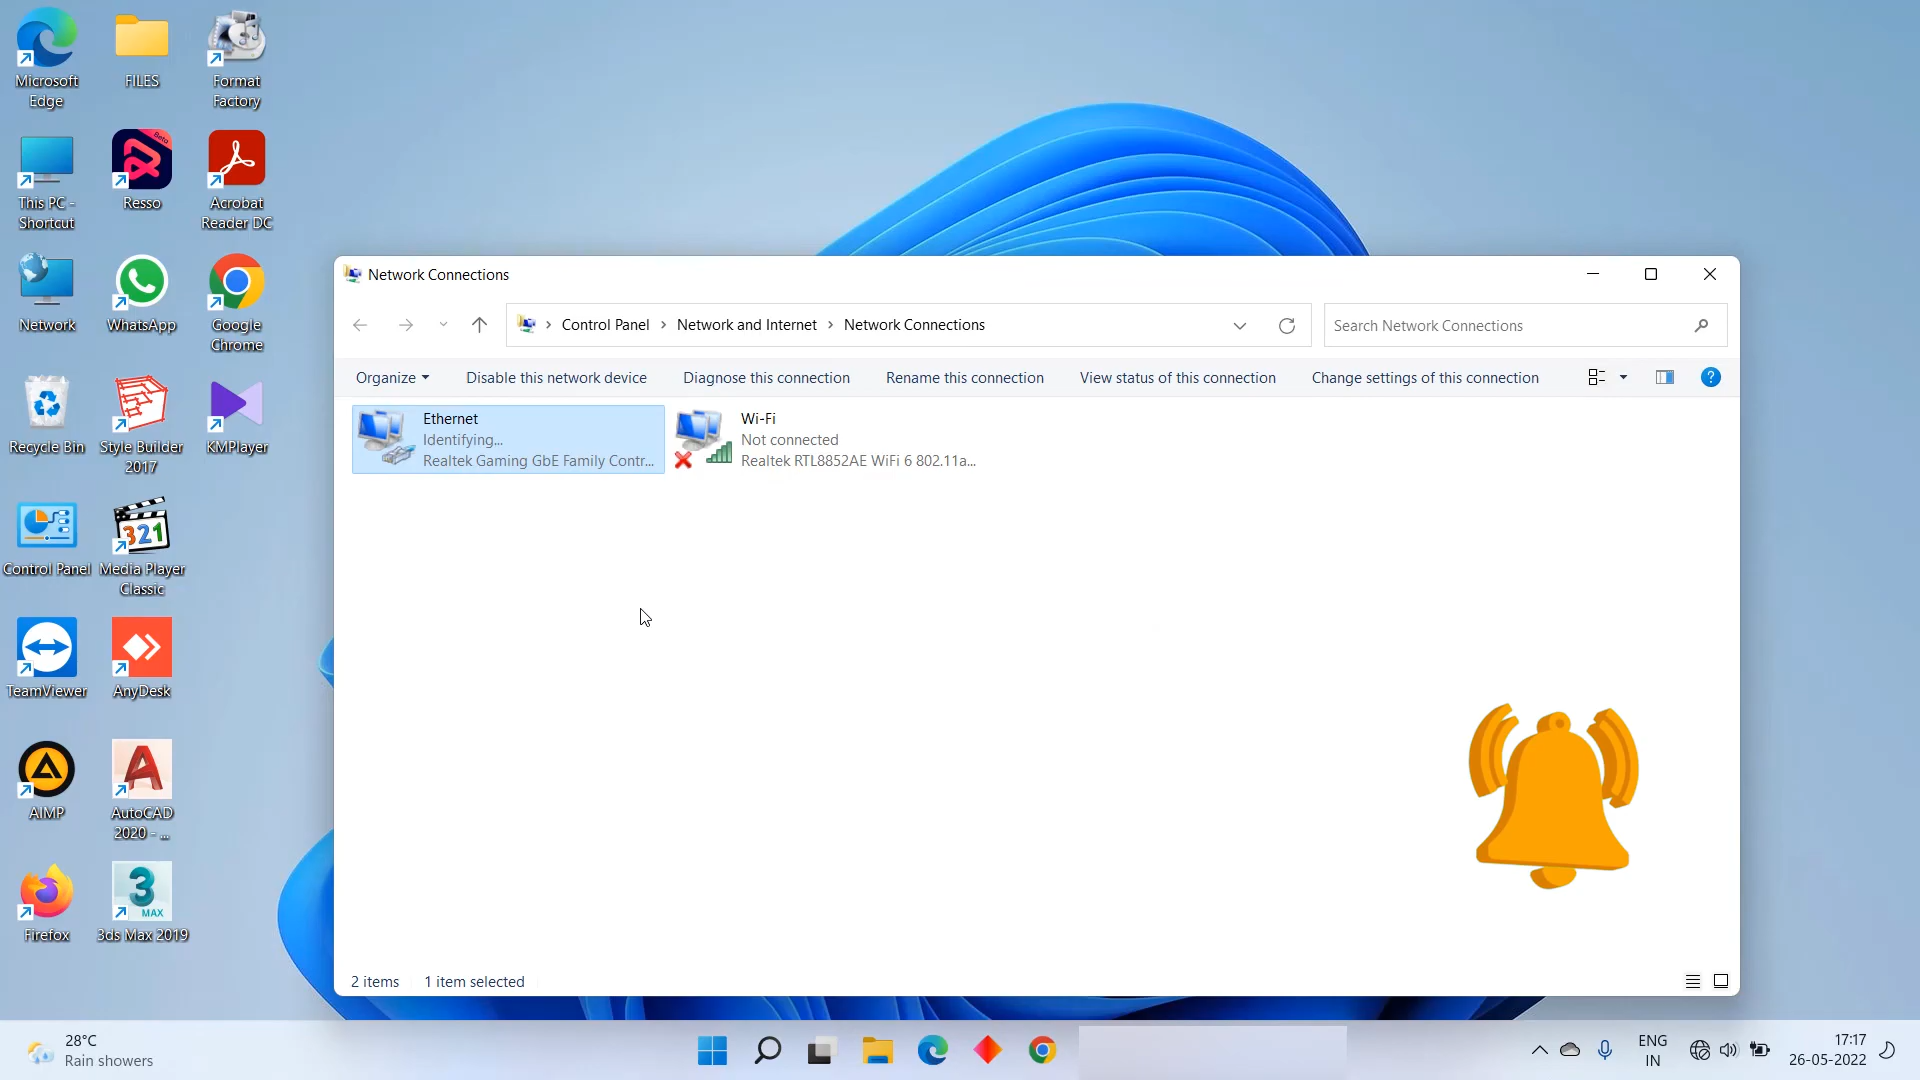 Microsoft
Edge
FILES
Format
Factory
This PC -
Shortcut
Beta
Resso
Acrobat
Reader DC
Network
WhatsApp
Google
Chrome
Recycle Bin
Style Builder
2017
KMPlayer
Control Panel
321
Media Player
Classic
TeamViewer
AnyDesk
AIMP
AutoCAD
2020 - ...
Firefox
3
MAX
3ds Max 2019
Network Connections
Control Panel > Network and Internet > Network Connections
Search Network Connections
Organize
Disable this network device
Diagnose this connection
Rename this connection
View status of this connection
Change settings of this connection
?
Ethernet
Identifying...
Realtek Gaming GbE Family Contr...
Wi-Fi
Not connected
Realtek RTL8852AE WiFi 6 802.11a...
2 items
1 item selected
28°C
Rain showers
ENG
IN
17:17
26-05-2022